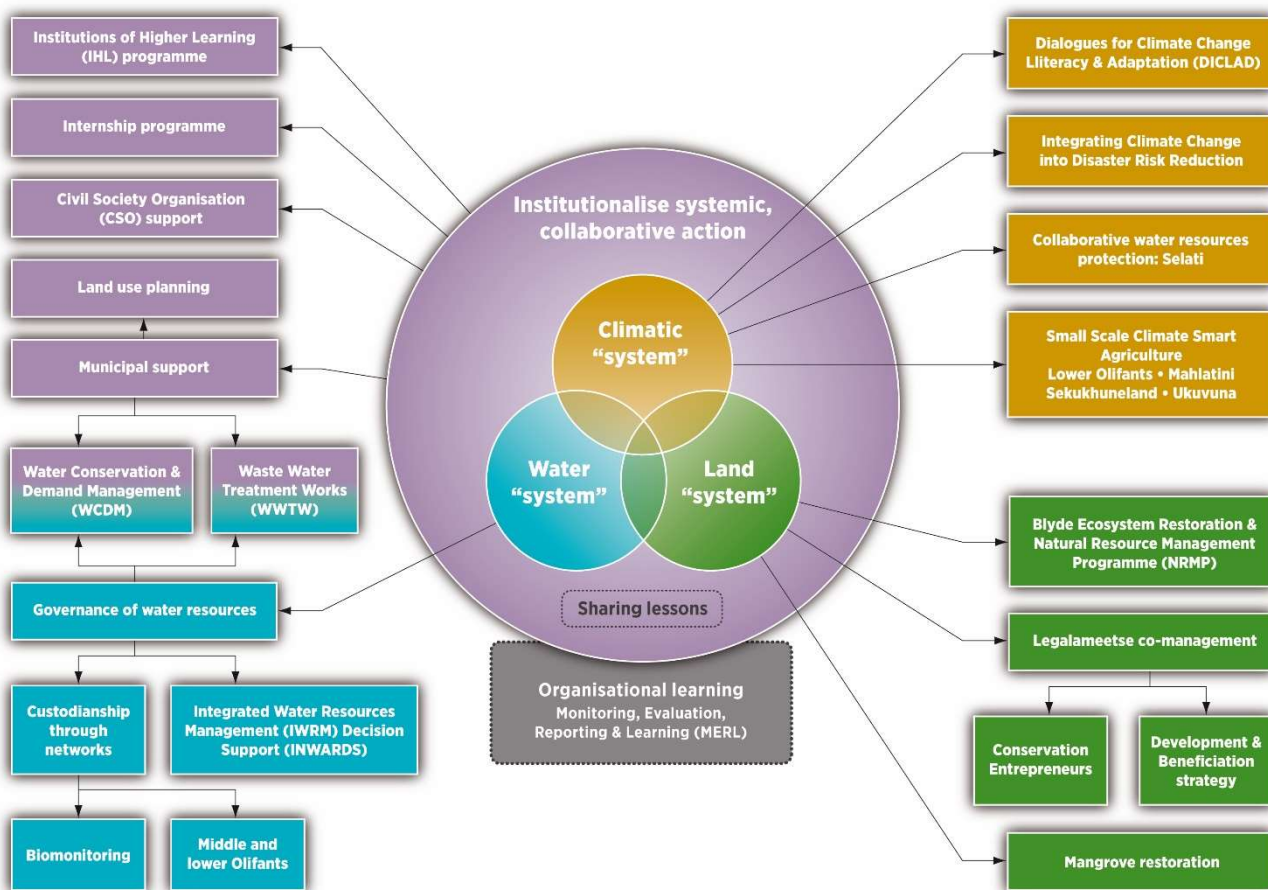 Institutions of Higher Learning
(IHL) programme
Internship programme
Civil Society Organisation
(CSO) support
Land use planning
Municipal support
Water Conservation &
Demand Management
(WCDM)
Waste Water
Treatment Works
(WWTW)
Governance of water resources
Custodianship
through
networks
Integrated Water Resources
Management (IWRM) Decision
Support (INWARDS)
Biomonitoring
Middle and
lower Olifants
Institutionalise systemic,
collaborative action
Climatic
“system”
Water
“system”
Land
“system”
Sharing lessons
Organisational learning
Monitoring, Evaluation,
Reporting & Learning (MERL)
Dialogues for Climate Change
Lliteracy & Adaptation (DICLAD)
Integrating Climate Change
into Disaster Risk Reduction
Collaborative water resources
protection: Selati
Small Scale Climate Smart
Agriculture
Lower Olifants • Mahlatini
Sekukhuneland • Ukuvuna
Blyde Ecosystem Restoration &
Natural Resource Management
Programme (NRMP)
Legalameetse co-management
Conservation
Entrepreneurs
Development &
Beneficiation
strategy
Mangrove restoration